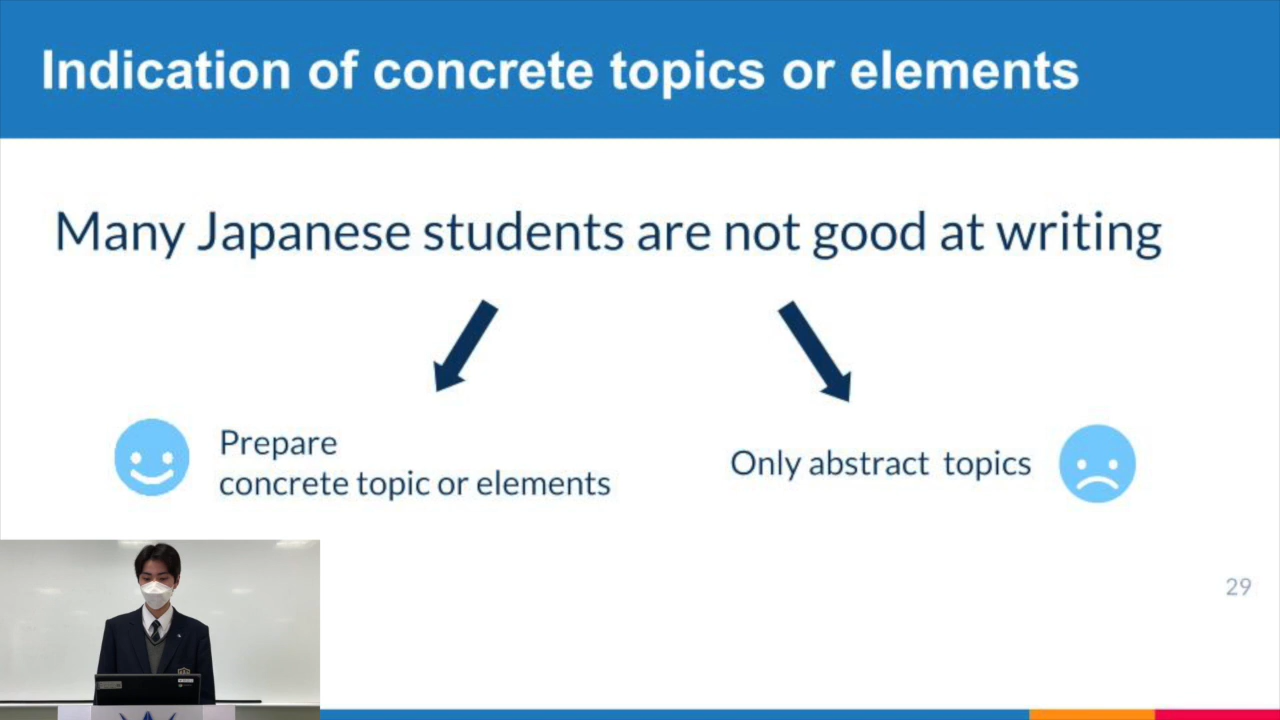 Indication of concrete topics or elements
Many Japanese students are not good at writing
Prepare
concrete topic or elements
Only abstract topics
29